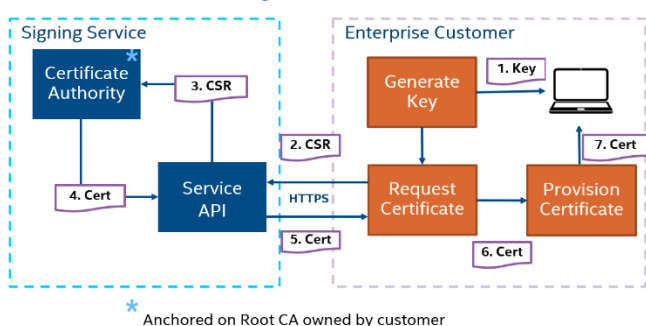 Signing Service
Enterprise Customer
*
Certificate
Authority
3. CSR
Generate
Key
1. Key
2. CSR
7. Cert
4. Cert
Service
API
HTTPS
Request
Certificate
Provision
Certificate
5. Cert
6. Cert
* Anchored on Root CA owned by customer